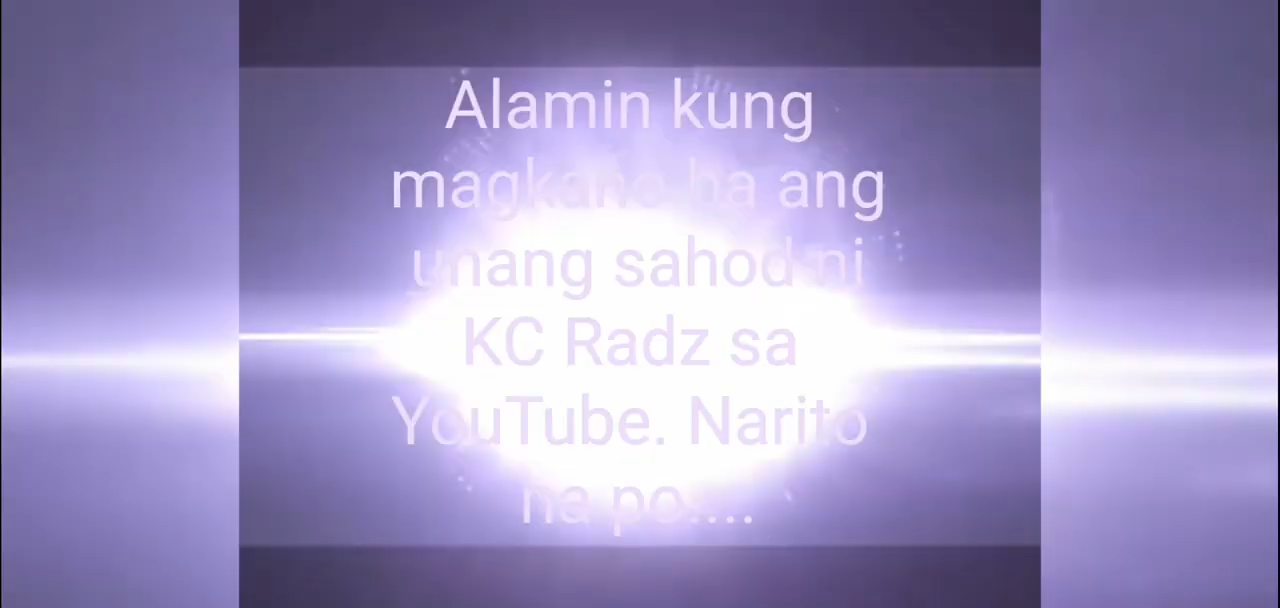 Alamin kung
magkano ba ang
unang sahod ni
KC Radz sa
YouTube. Narito
na po....